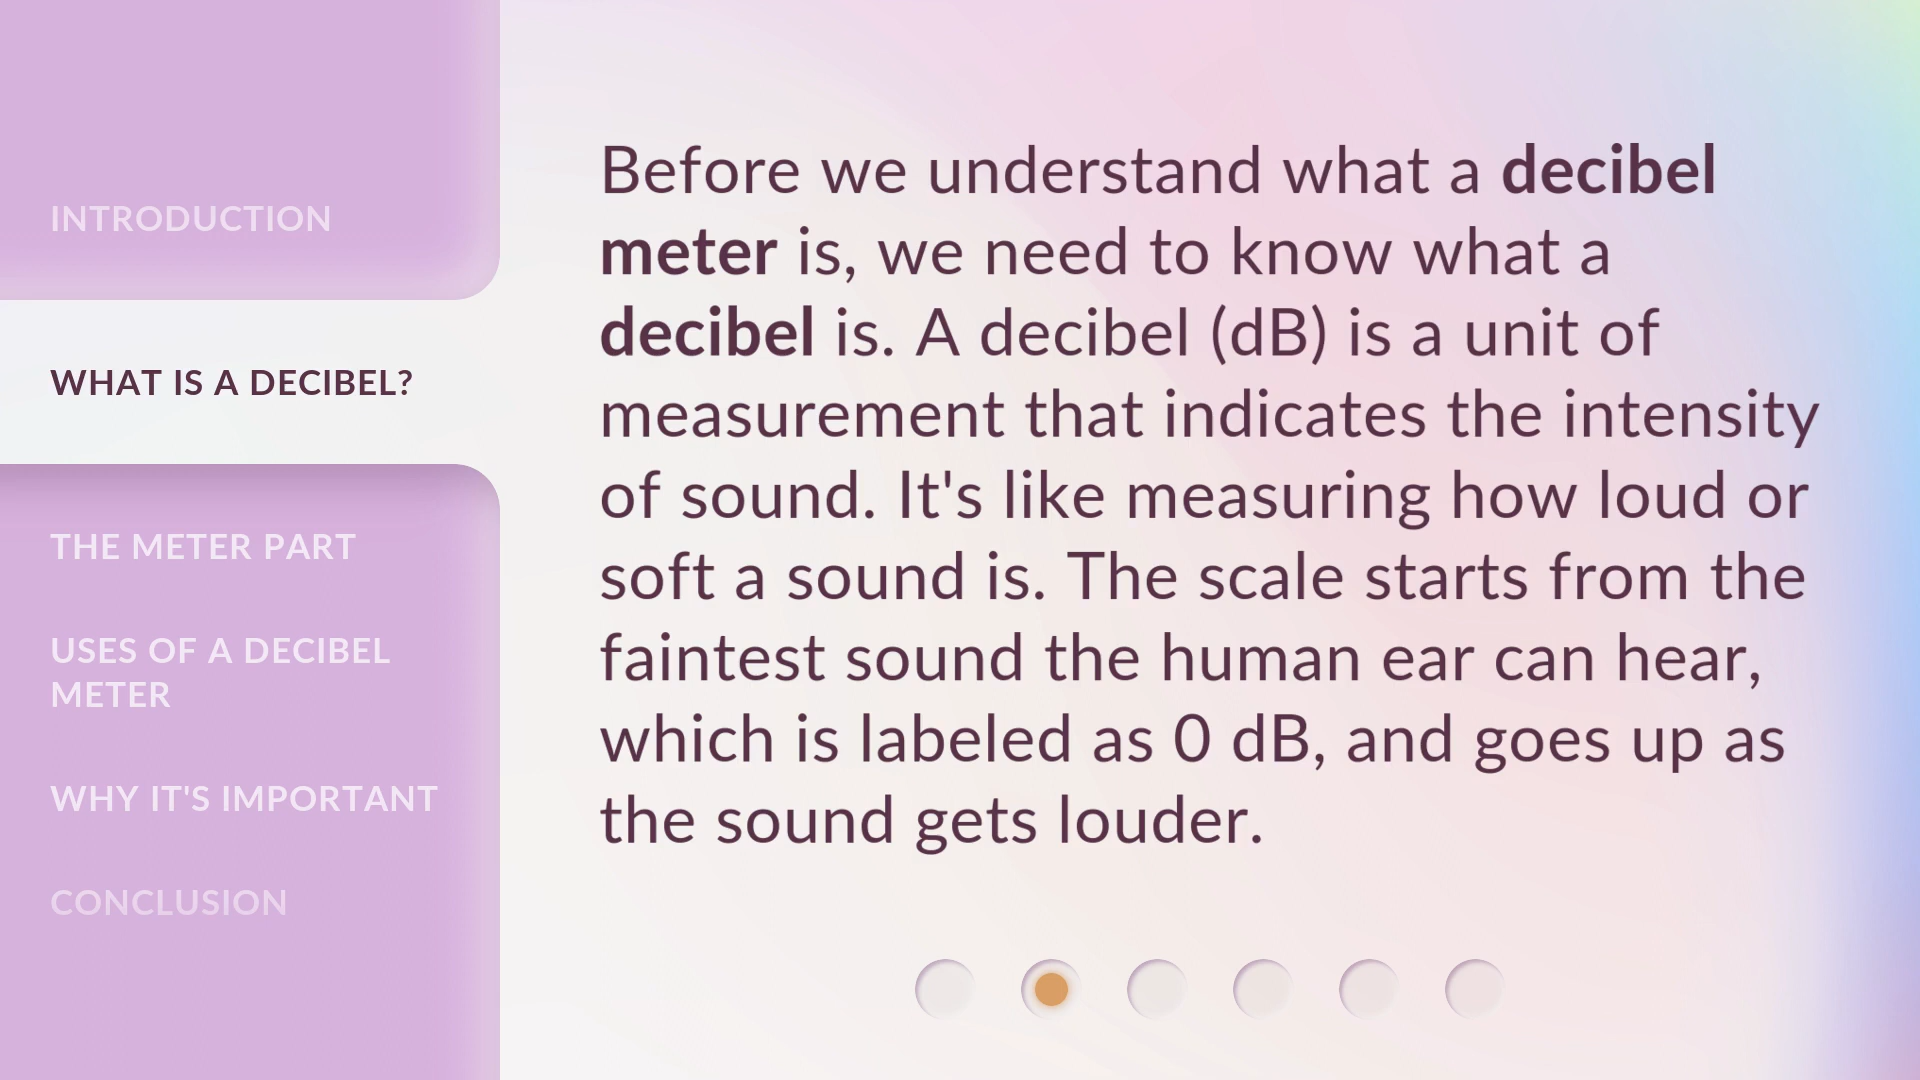 INTRODUCTION
WHAT IS A DECIBEL?
THE METER PART
USES OF A DECIBEL
METER
WHY IT'S IMPORTANT
CONCLUSION
Before we understand what a decibel
meter is, we need to know what a
decibel is. A decibel (dB) is a unit of
measurement that indicates the intensity
of sound. It's like measuring how loud or
soft a sound is. The scale starts from the
faintest sound the human ear can hear,
which is labeled as 0 dB, and goes up as
the sound gets louder.